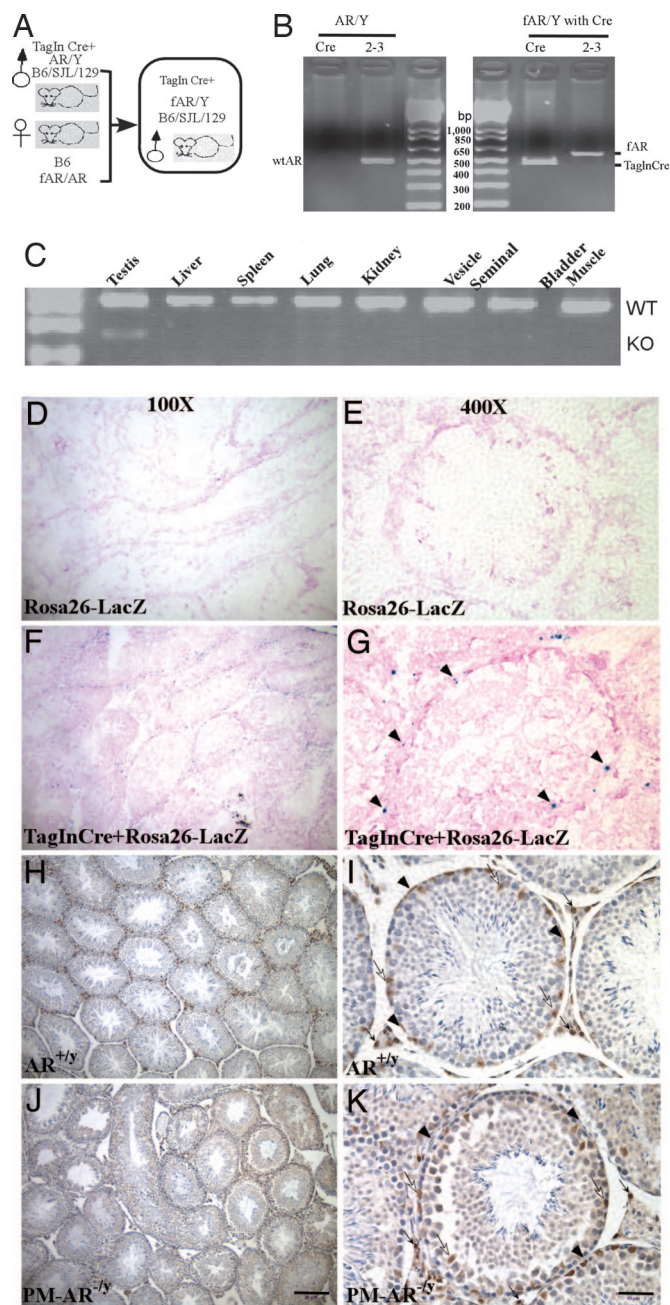 A
TagIn Cre+
AR/Y
B6/SJL/129
B6
fAR/AR
TagIn Cre+
fAR/Y
B6/SJL/129
B
AR/Y
fAR/Y with Cre
Cre 2-3
Cre 2-3
bp
1,000
850
650
500
400
300
200
wtAR
fAR
TagInCre
C
Testis
Liver
Spleen
Lung
Kidney
Vesicle
Seminal
Bladder
Muscle
WT
KO
D
100X
Rosa26-LacZ
E
400X
Rosa26-LacZ
F
TagInCre+Rosa26-LacZ
G
TagInCre+Rosa26-LacZ
H
AR+/y
I
AR+/y
J
PM-AR-/y
K
PM-AR-/y